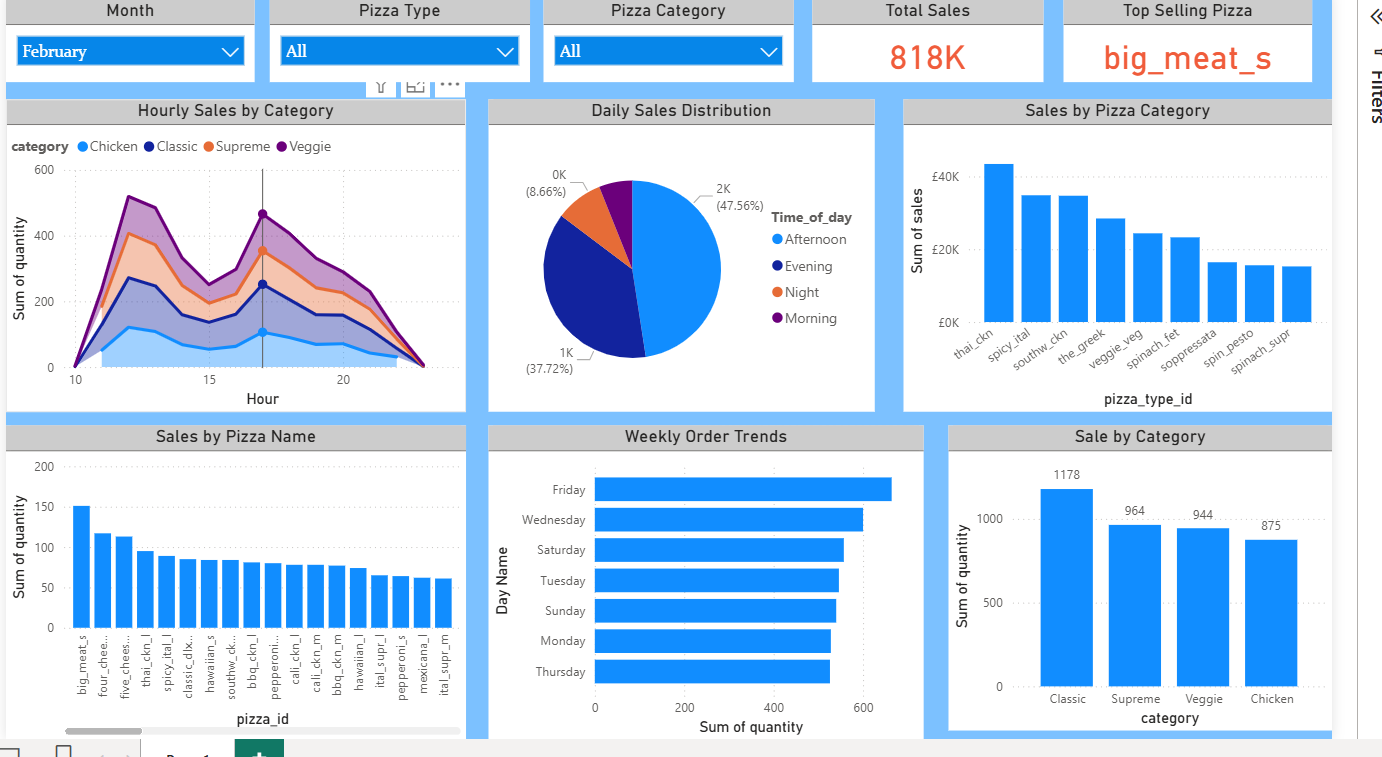 Month
Pizza Type
Pizza Category
Total Sales
Top Selling Pizza
February
All
All
818K
big_meat_s
Filters
Hourly Sales by Category
category Chicken Classic Supreme Veggie
600
400
200
0
Sum of quantity
10 15 20
Hour
Daily Sales Distribution
0K
(8.66%)
2K
(47.56%)
1K
(37.72%)
Time_of_day
Afternoon
Evening
Night
Morning
Sales by Pizza Category
£40K
£20K
£0K
Sum of sales
thai_ckn
spicy_ital
southw_ckn
the_greek
veggie_veg
spinach_fet
soppressata
spin_pesto
spinach_supr
pizza_type_id
Sales by Pizza Name
200
150
100
50
0
Sum of quantity
big_meat_s
four_chee...
five_chees...
thai_ckn_l
spicy_ital_l
classic_dlx...
hawaiian_s
southw_ck...
bbq_ckn_l
pepperoni...
cali_ckn_l
cali_ckn_m
bbq_ckn_m
hawaiian_l
ital_supr_l
pepperoni_s
mexicana_l
ital_supr_m
pizza_id
Weekly Order Trends
Day Name
Friday
Wednesday
Saturday
Tuesday
Sunday
Monday
Thursday
0 200 400 600
Sum of quantity
Sale by Category
1178
964
944
875
1000
500
0
Sum of quantity
Classic Supreme Veggie Chicken
category